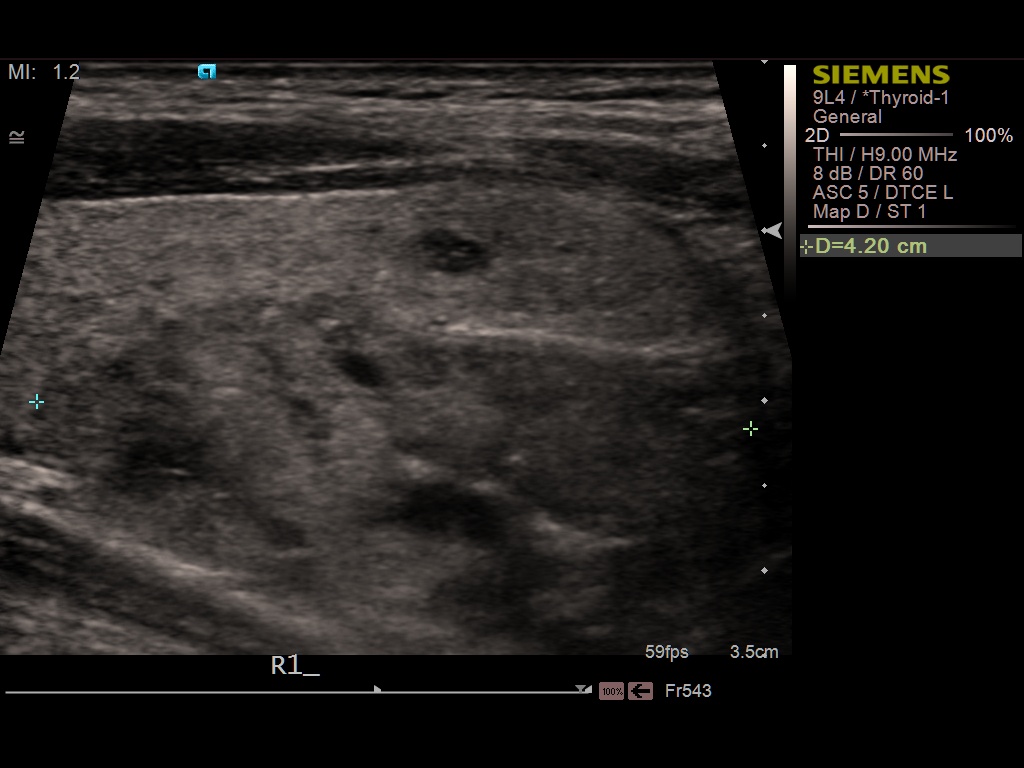 MI: 1.2
SIEMENS
9L4 / *Thyroid-1
General
2D 100%
THI / H9.00 MHz
8 dB / DR 60
ASC 5 / DTCE L
Map D / ST 1
D=4.20 cm
59fps 3.5cm
R1_
100% Fr543